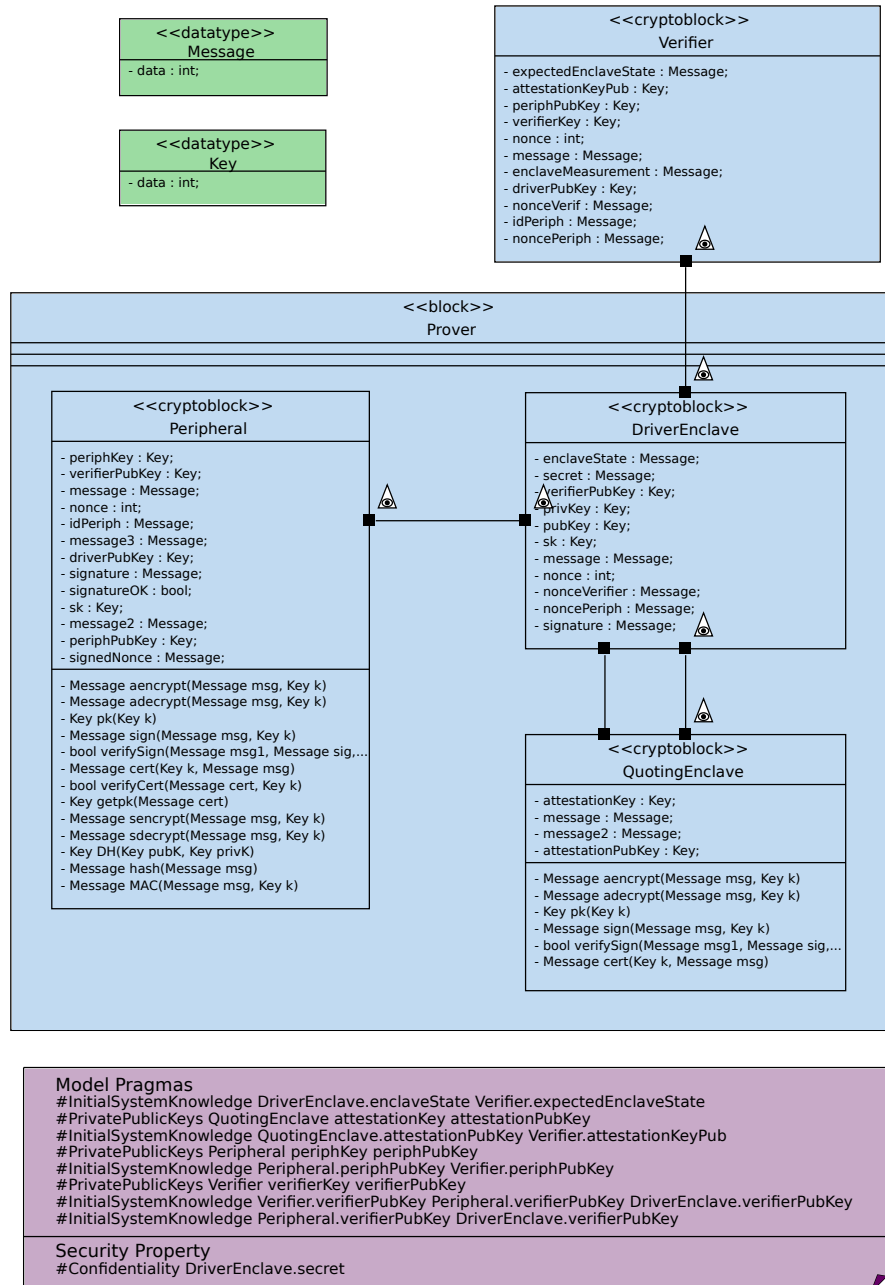 <<datatype>>
Message
- data : int;
<<datatype>>
Key
- data : int;
<<cryptoblock>>
Verifier
- expectedEnclaveState : Message;
- attestationKeyPub : Key;
- periphPubKey : Key;
- verifierKey : Key;
- nonce : int;
- message : Message;
- enclaveMeasurement : Message;
- driverPubKey : Key;
- nonceVerif : Message;
- idPeriph : Message;
- noncePeriph : Message;
<<block>>
Prover
<<cryptoblock>>
Peripheral
- periphKey : Key;
- verifierPubKey : Key;
- message : Message;
- nonce : int;
- idPeriph : Message;
- message3 : Message;
- driverPubKey : Key;
- signature : Message;
- signatureOK : bool;
- sk : Key;
- message2 : Message;
- periphPubKey : Key;
- signedNonce : Message;
- Message aencrypt(Message msg, Key k)
- Message adecrypt(Message msg, Key k)
- Key pk(Key k)
- Message sign(Message msg, Key k)
- bool verifySign(Message msg1, Message sig,...
- Message cert(Key k, Message msg)
- bool verifyCert(Message cert, Key k)
- Key getpk(Message cert)
- Message sencrypt(Message msg, Key k)
- Message sdecrypt(Message msg, Key k)
- Key DH(Key pubK, Key privK)
- Message hash(Message msg)
- Message MAC(Message msg, Key k)
<<cryptoblock>>
DriverEnclave
- enclaveState : Message;
- secret : Message;
- verifierPubKey : Key;
- privKey : Key;
- pubKey : Key;
- sk : Key;
- message : Message;
- nonce : int;
- nonceVerifier : Message;
- noncePeriph : Message;
- signature : Message;
<<cryptoblock>>
QuotingEnclave
- attestationKey : Key;
- message : Message;
- message2 : Message;
- attestationPubKey : Key;
- Message aencrypt(Message msg, Key k)
- Message adecrypt(Message msg, Key k)
- Key pk(Key k)
- Message sign(Message msg, Key k)
- bool verifySign(Message msg1, Message sig,...
- Message cert(Key k, Message msg)
Model Pragmas
#InitialSystemKnowledge DriverEnclave.enclaveState Verifier.expectedEnclaveState
#PrivatePublicKeys QuotingEnclave attestationKey attestationPubKey
#InitialSystemKnowledge QuotingEnclave.attestationPubKey Verifier.attestationKeyPub
#PrivatePublicKeys Peripheral periphKey periphPubKey
#InitialSystemKnowledge Peripheral.periphPubKey Verifier.periphPubKey
#PrivatePublicKeys Verifier verifierKey verifierPubKey
#InitialSystemKnowledge Verifier.verifierPubKey Peripheral.verifierPubKey DriverEnclave.verifierPubKey
#InitialSystemKnowledge Peripheral.verifierPubKey DriverEnclave.verifierPubKey
Security Property
#Confidentiality DriverEnclave.secret